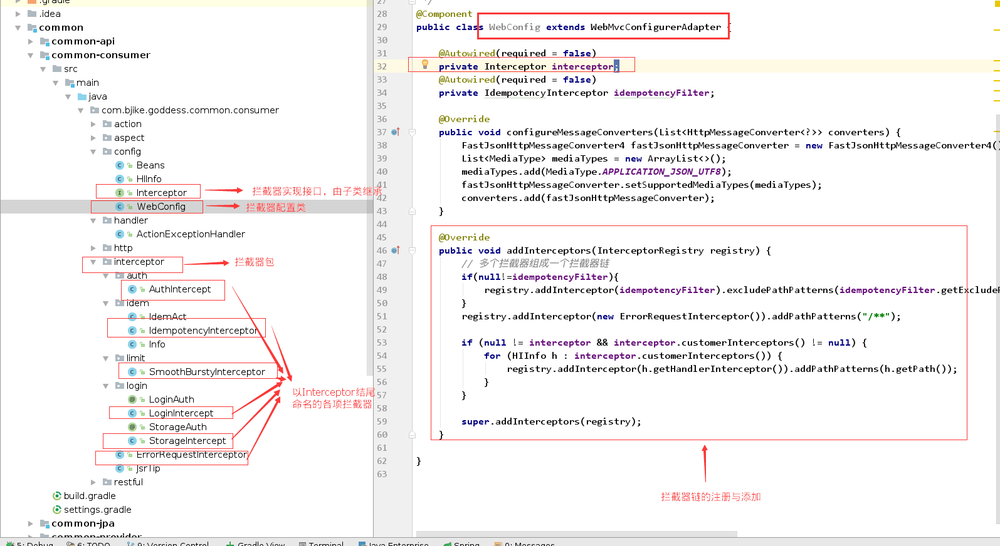 .gradle
.idea
common
common-api
common-consumer
src
main
java
com.bjike.goddess.common.consumer
action
aspect
config
Beans
HIInfo
Interceptor
拦截器实现接口，由子类继承
WebConfig
拦截器配置类
handler
ActionExceptionHandler
http
interceptor
拦截器包
auth
AuthIntercept
idem
IdemAct
IdempotencyInterceptor
Info
limit
SmoothBurstyInterceptor
login
LoginAuth
LoginIntercept
StorageAuth
StorageIntercept
ErrorRequestInterceptor
JsrTip
以Interceptor结尾
命名的各项拦截器
restful
build.gradle
settings.gradle
common-jpa
common-provider
27 */
28 @Component
29 public class WebConfig extends WebMvcConfigurerAdapter {
30
31 @Autowired(required = false)
32 private Interceptor interceptor;
33 @Autowired(required = false)
34 private IdempotencyInterceptor idempotencyFilter;
35
36 @Override
37 public void configureMessageConverters(List<HttpMessageConverter<?>> converters) {
38 FastJsonHttpMessageConverter4 fastJsonHttpMessageConverter = new FastJsonHttpMessageConverter4()
39 List<MediaType> mediaTypes = new ArrayList<>();
40 mediaTypes.add(MediaType.APPLICATION_JSON_UTF8);
41 fastJsonHttpMessageConverter.setSupportedMediaTypes(mediaTypes);
42 converters.add(fastJsonHttpMessageConverter);
43 }
44
45 @Override
46 public void addInterceptors(InterceptorRegistry registry) {
47 // 多个拦截器组成一个拦截器链
48 if(null!=idempotencyFilter){
49 registry.addInterceptor(idempotencyFilter).excludePathPatterns(idempotencyFilter.getExcludeP
50 }
51 registry.addInterceptor(new ErrorRequestInterceptor()).addPathPatterns("/**");
52
53 if (null != interceptor && interceptor.customerInterceptors() != null) {
54 for (HIInfo h : interceptor.customerInterceptors()) {
55 registry.addInterceptor(h.getHandlerInterceptor()).addPathPatterns(h.getPath());
56 }
57 }
58
59 super.addInterceptors(registry);
60 }
61
62 }
63
拦截器链的注册与添加
5: Debug 6: TODO 9: Version Control Gradle View Terminal Java Enterprise Spring 0: Messages